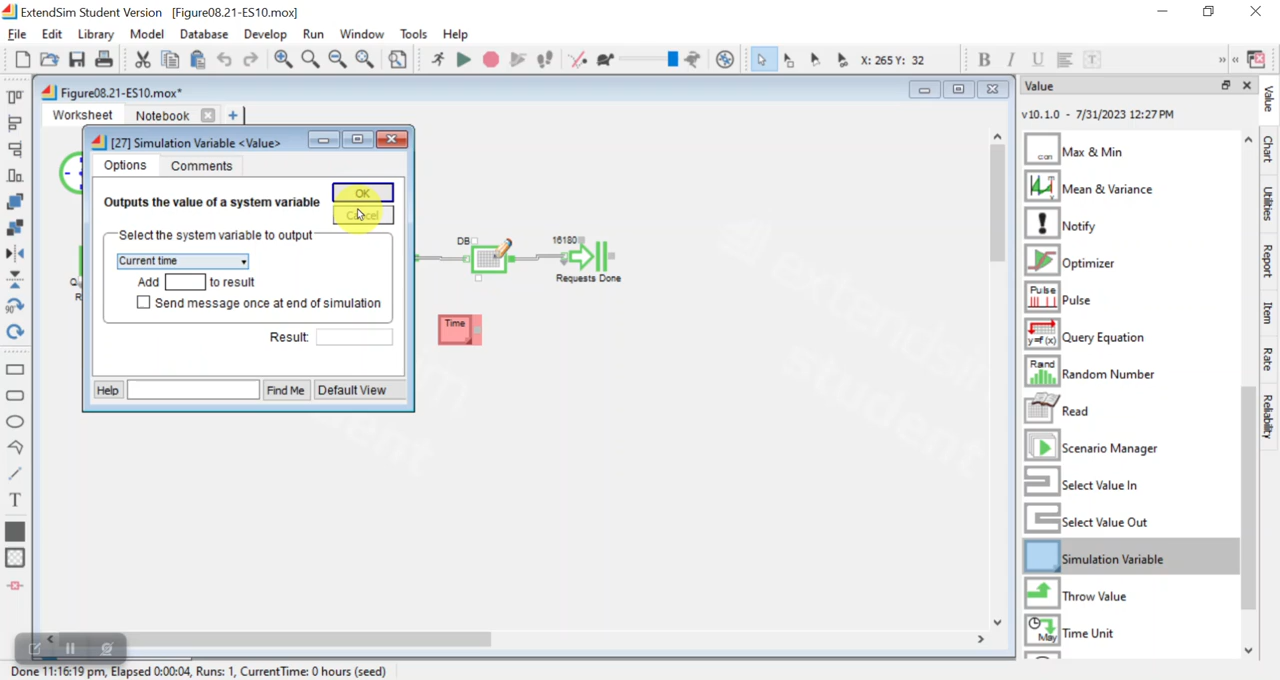 ExtendSim Student Version [Figure08.21-ES10.mox]
File Edit Library Model Database Develop Run Window Tools Help
X: 265 Y: 32
B I U T
Figure08.21-ES10.mox*
Worksheet Notebook
[27] Simulation Variable <Value>
Options Comments
Outputs the value of a system variable
OK
Cancel
Select the system variable to output
Current time
Add to result
Send message once at end of simulation
Result:
Help Find Me Default View
DB
16180
Requests Done
Time
Q
R
T
90°
extendsim
student
Value
v10.1.0 - 7/31/2023 12:27PM
con Max & Min
Mean & Variance
Notify
Optimizer
Pulse Pulse
y=f(x) Query Equation
Rand Random Number
Read
Scenario Manager
Select Value In
Select Value Out
Simulation Variable
Throw Value
May Time Unit
Value
Chart
Utilities
Report
Item
Rate
Reliability
Done 11:16:19 pm, Elapsed 0:00:04, Runs: 1, CurrentTime: 0 hours (seed)